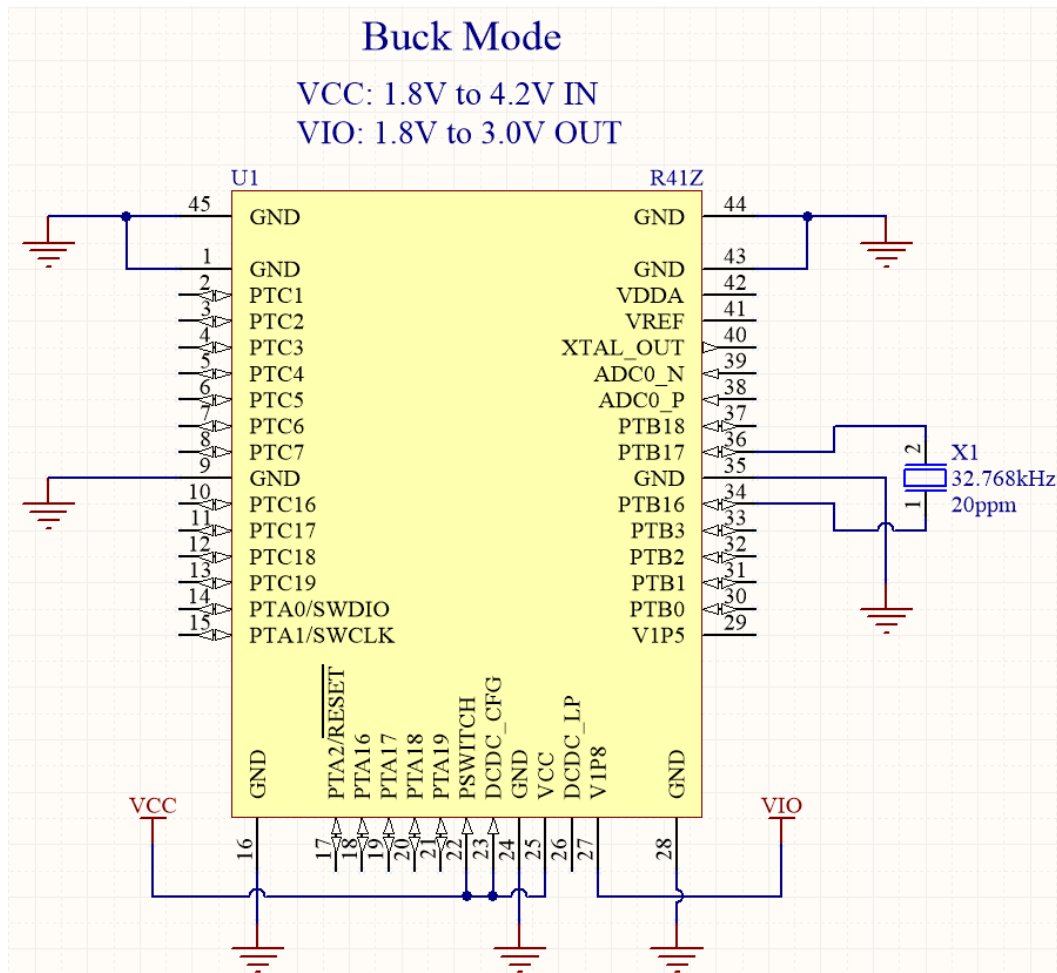 Buck Mode
VCC: 1.8V to 4.2V IN
VIO: 1.8V to 3.0V OUT
U1
R41Z
45 GND
1 GND
2 PTC1
3 PTC2
4 PTC3
5 PTC4
6 PTC5
7 PTC6
8 PTC7
9 GND
10 PTC16
11 PTC17
12 PTC18
13 PTC19
14 PTA0/SWDIO
15 PTA1/SWCLK
GND 44
GND 43
VDDA 42
VREF 41
XTAL_OUT 40
ADC0_N 39
ADC0_P 38
PTB18 37
PTB17 36
GND 35
PTB16 34
PTB3 33
PTB2 32
PTB1 31
PTB0 30
V1P5 29
2
X1
32.768kHz
20ppm
1
GND 16
PTA2/RESET 17
PTA16 18
PTA17 19
PTA18 20
PTA19 21
PSWITCH 22
DCDC_CFG 23
GND 24
VCC 25
DCDC_LP 26
V1P8 27
GND 28
VCC
VIO